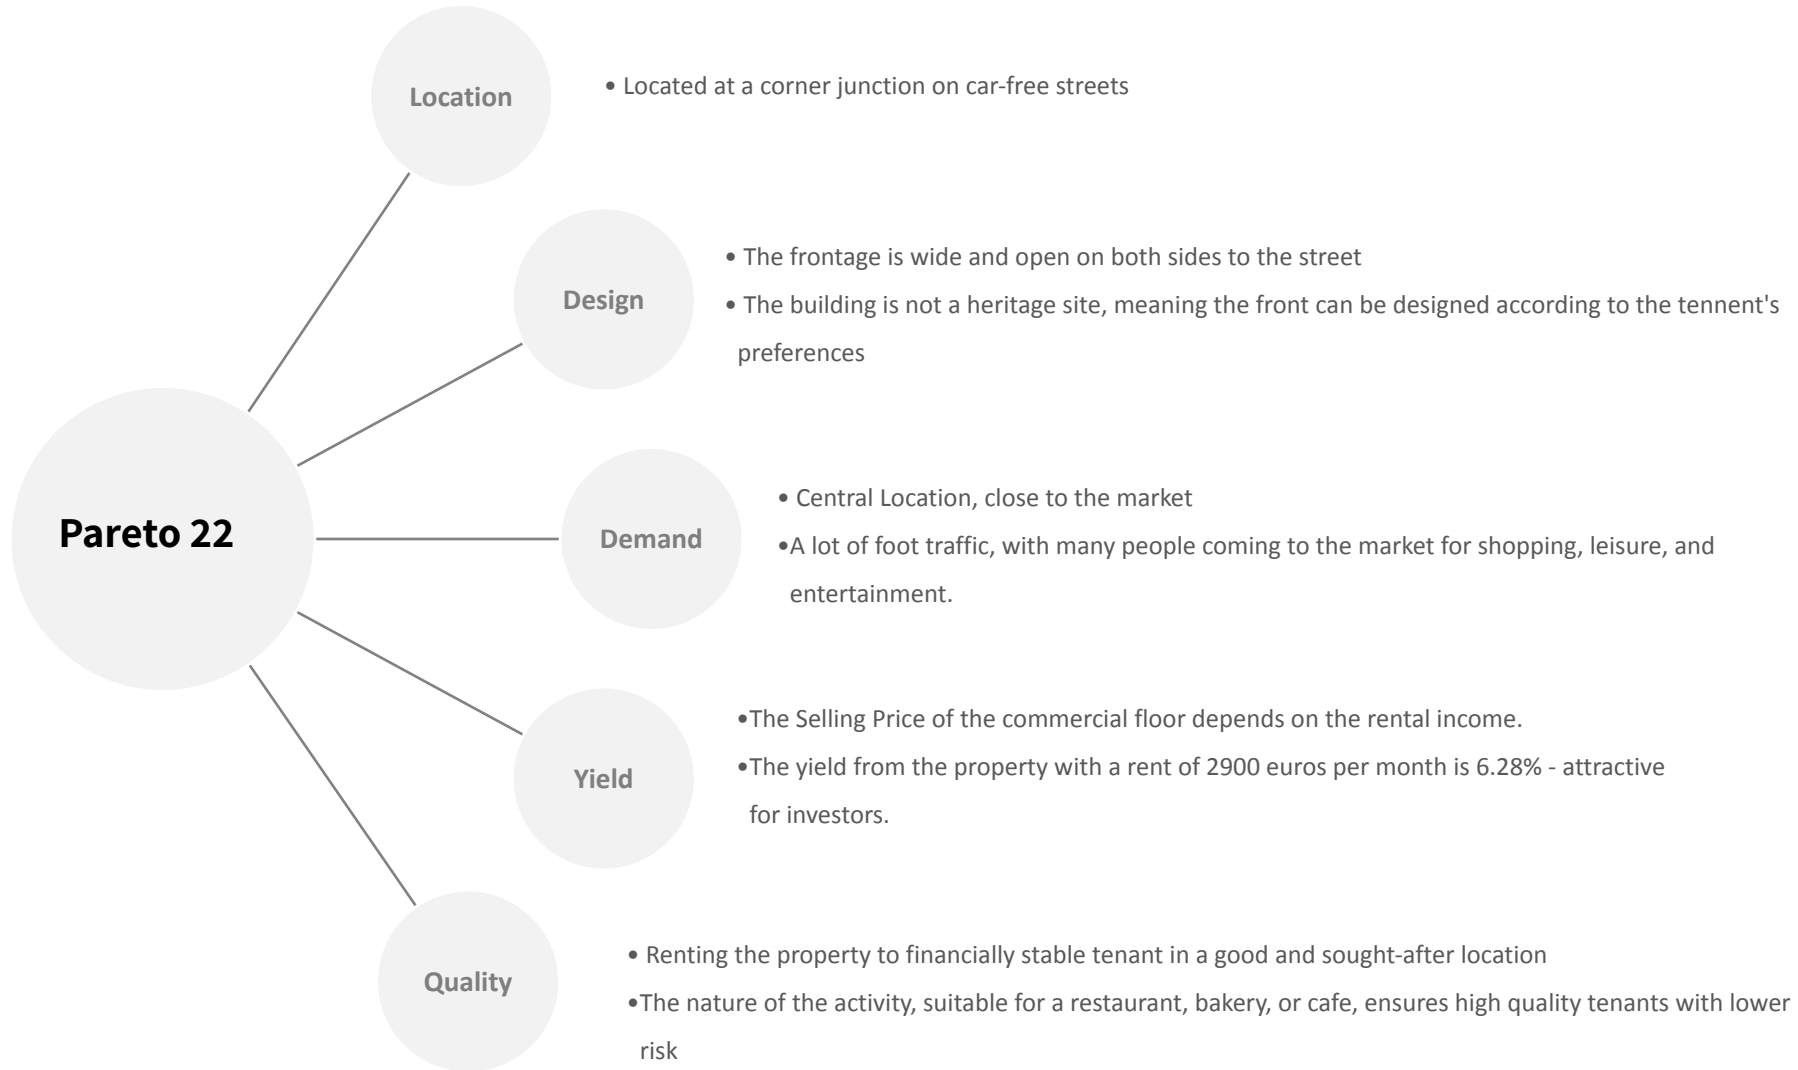 Location
• Located at a corner junction on car-free streets
Design
• The frontage is wide and open on both sides to the street
• The building is not a heritage site, meaning the front can be designed according to the tennent's
preferences
Pareto 22
Demand
• Central Location, close to the market
•A lot of foot traffic, with many people coming to the market for shopping, leisure, and
entertainment.
Yield
•The Selling Price of the commercial floor depends on the rental income.
•The yield from the property with a rent of 2900 euros per month is 6.28% - attractive
for investors.
Quality
• Renting the property to financially stable tenant in a good and sought-after location
•The nature of the activity, suitable for a restaurant, bakery, or cafe, ensures high quality tenants with lower
risk